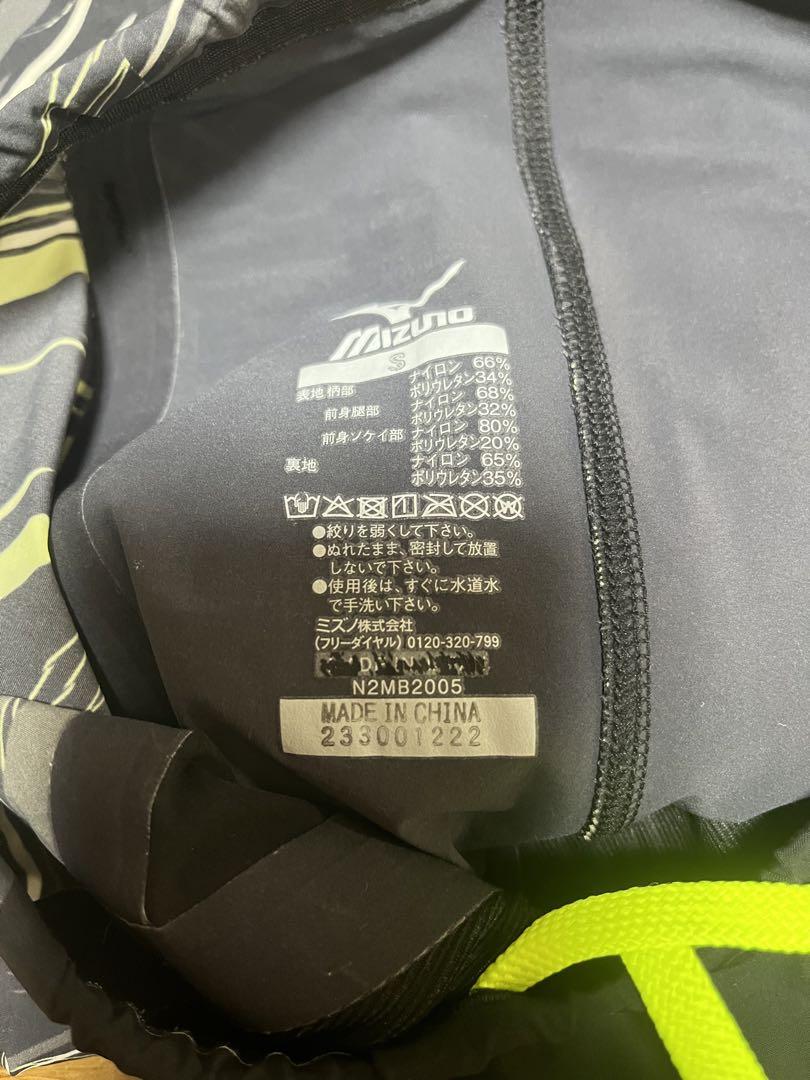 MIZUNO
S
表地 柄部 ナイロン 66%
ポリウレタン34%
前身腿部 ナイロン 68%
ポリウレタン32%
前身ソケイ部 ナイロン 80%
ポリウレタン20%
裏地 ナイロン 65%
ポリウレタン35%
●絞りを弱くして下さい。
●ぬれたまま、密封して放置
しないで下さい。
●使用後は、すぐに水道水
で手洗い下さい。
ミズノ株式会社
(フリーダイヤル) 0120-320-799
N2MB2005
MADE IN CHINA
233001222